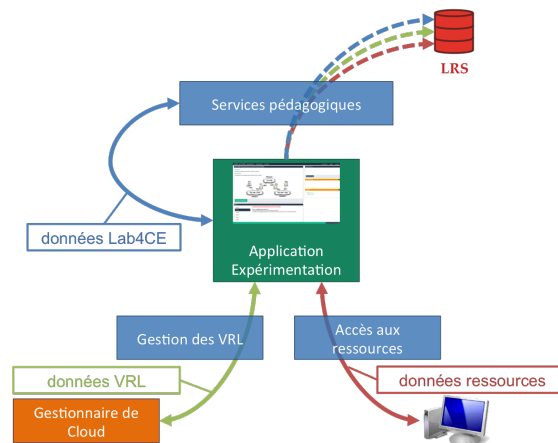 LRS
Services pédagogiques
données Lab4CE
Application
Expérimentation
Gestion des VRL
Accès aux
ressources
données VRL
données ressources
Gestionnaire de
Cloud